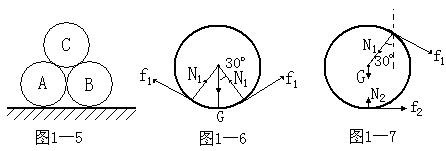 C
A B
图1—5
30°
f₁ N₁ N₁ f₁
G
图1—6
N₁ f₁
30°
G
N₂
f₂
图1—7